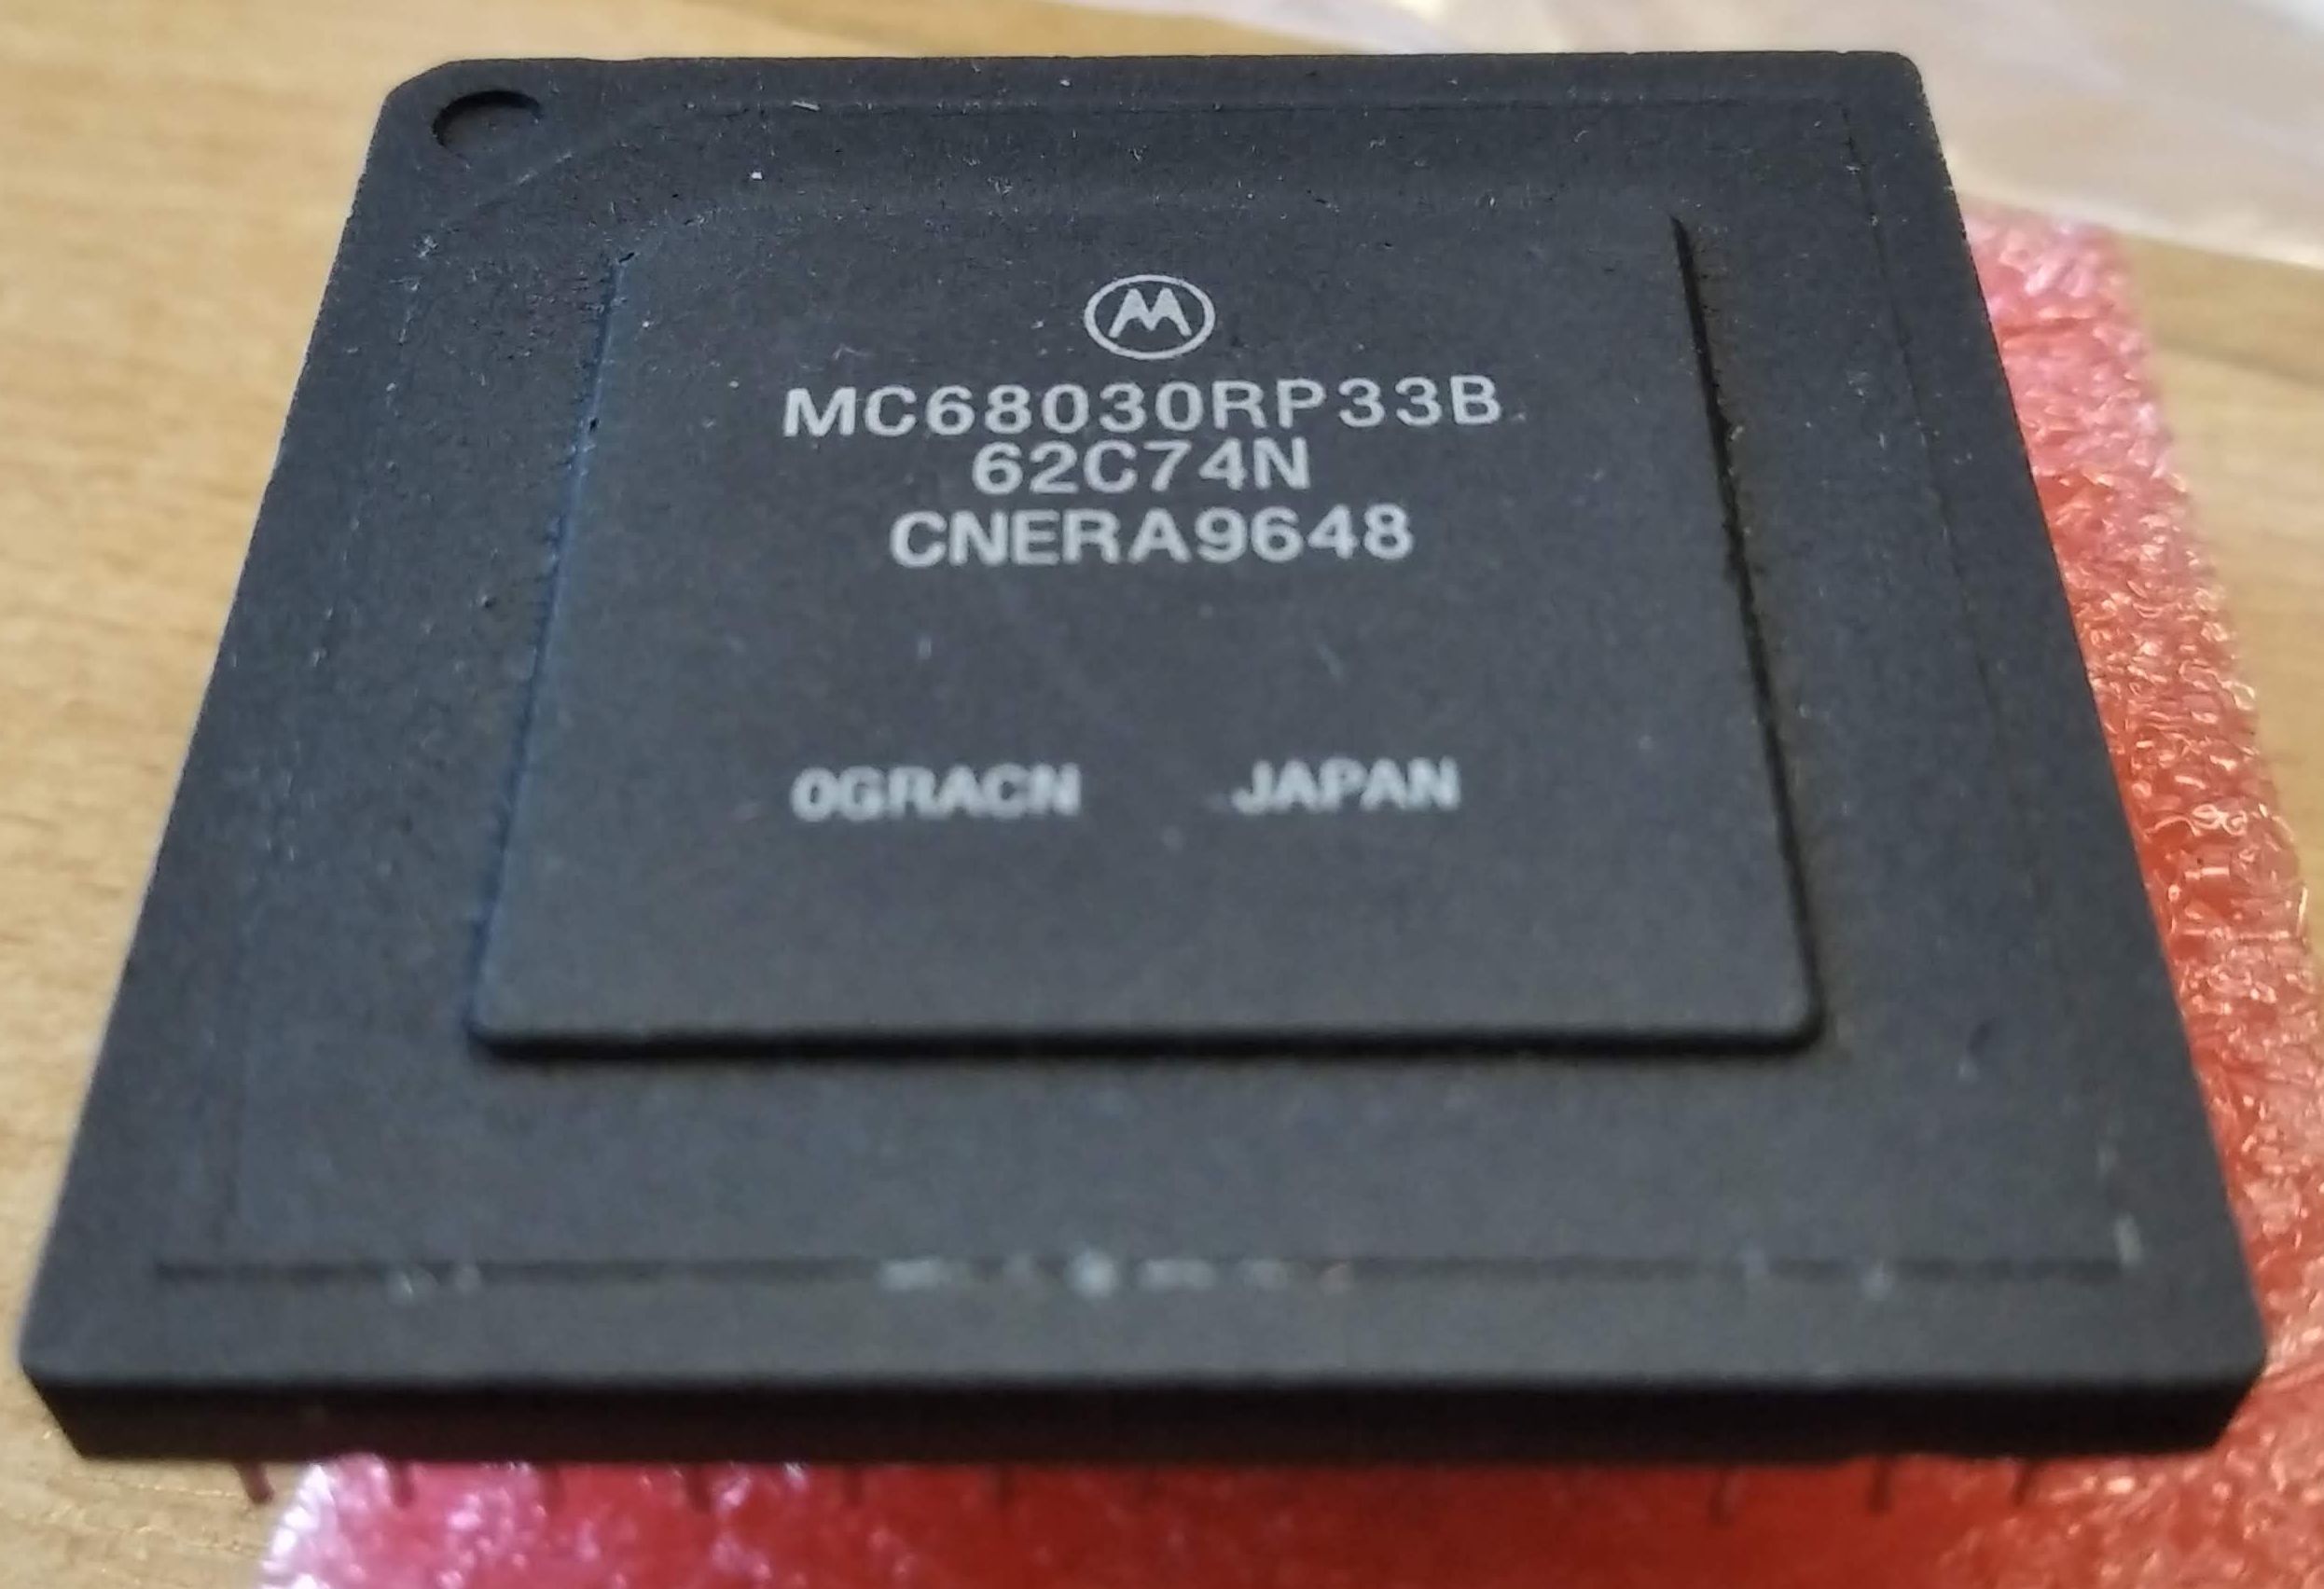 MC68030RP33B
62C74N
CNERA9648
0GRACN JAPAN